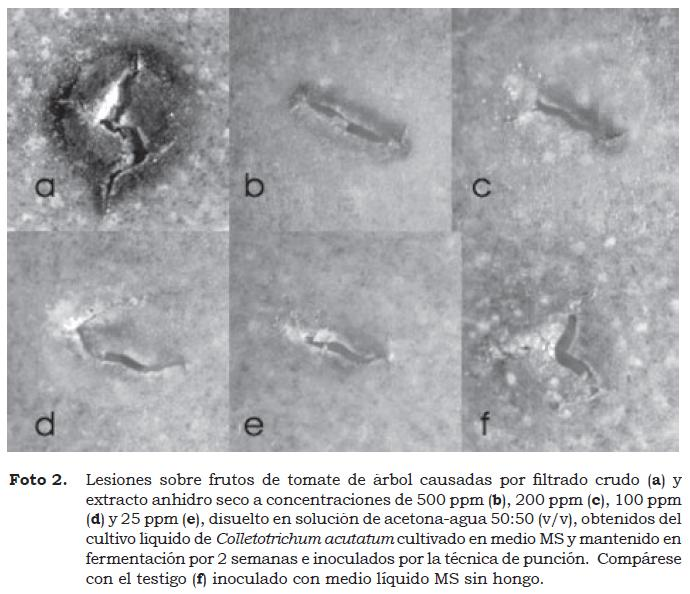 a
b
c
d
e
f
Foto 2. Lesiones sobre frutos de tomate de árbol causadas por filtrado crudo (a) y
extracto anhidro seco a concentraciones de 500 ppm (b), 200 ppm (c), 100 ppm
(d) y 25 ppm (e), disuelto en solución de acetona-agua 50:50 (v/v), obtenidos del
cultivo líquido de Colletotrichum acutatum cultivado en medio MS y mantenido en
fermentación por 2 semanas e inoculados por la técnica de punción. Compárese
con el testigo (f) inoculado con medio líquido MS sin hongo.